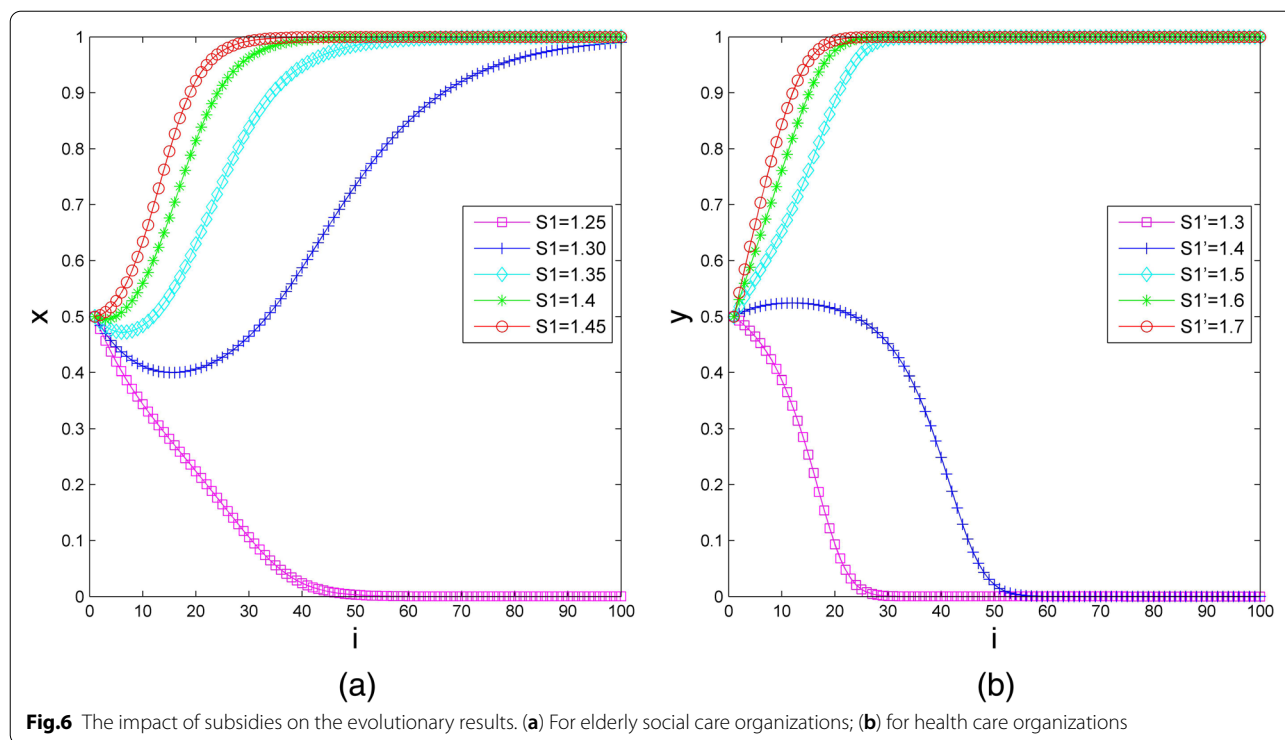 1
0.9
0.8
0.7
0.6
0.5
0.4
0.3
0.2
0.1
0
x
0 10 20 30 40 50 60 70 80 90 100
i
S1=1.25
S1=1.30
S1=1.35
S1=1.4
S1=1.45
(a)
1
0.9
0.8
0.7
0.6
0.5
0.4
0.3
0.2
0.1
0
y
0 10 20 30 40 50 60 70 80 90 100
i
S1'=1.3
S1'=1.4
S1'=1.5
S1'=1.6
S1'=1.7
(b)
Fig.6 The impact of subsidies on the evolutionary results. (a) For elderly social care organizations; (b) for health care organizations